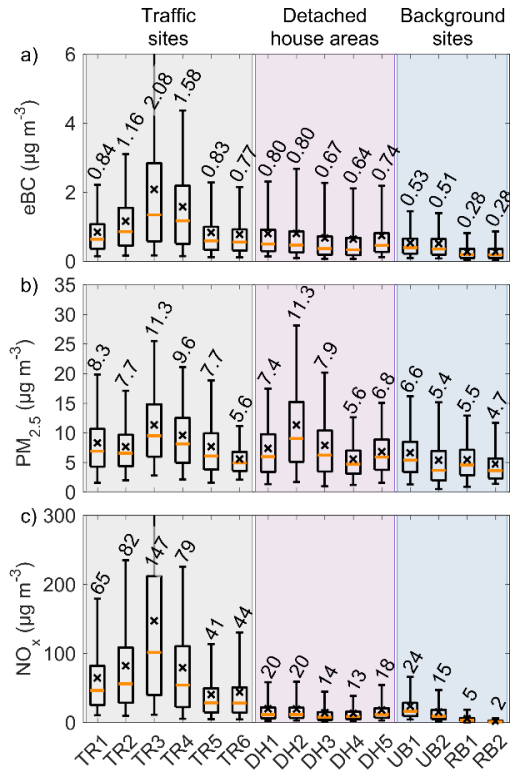 Traffic sites
Detached house areas
Background sites
a)
eBC (µg m⁻³)
6
4
2
0
0.84 1.16 2.08 1.58 0.83 0.77 0.80 0.80 0.67 0.64 0.74 0.53 0.51 0.28 0.28
b)
PM₂.₅ (µg m⁻³)
35
30
25
20
15
10
5
0
8.3 7.7 11.3 9.6 7.7 5.6 7.4 11.3 7.9 5.6 6.8 6.6 5.4 5.5 4.7
c)
NOₓ (µg m⁻³)
300
200
100
0
65 82 147 79 41 44 20 20 14 13 18 24 15 5 2
TR1 TR2 TR3 TR4 TR5 TR6 DH1 DH2 DH3 DH4 DH5 UB1 UB2 RB1 RB2